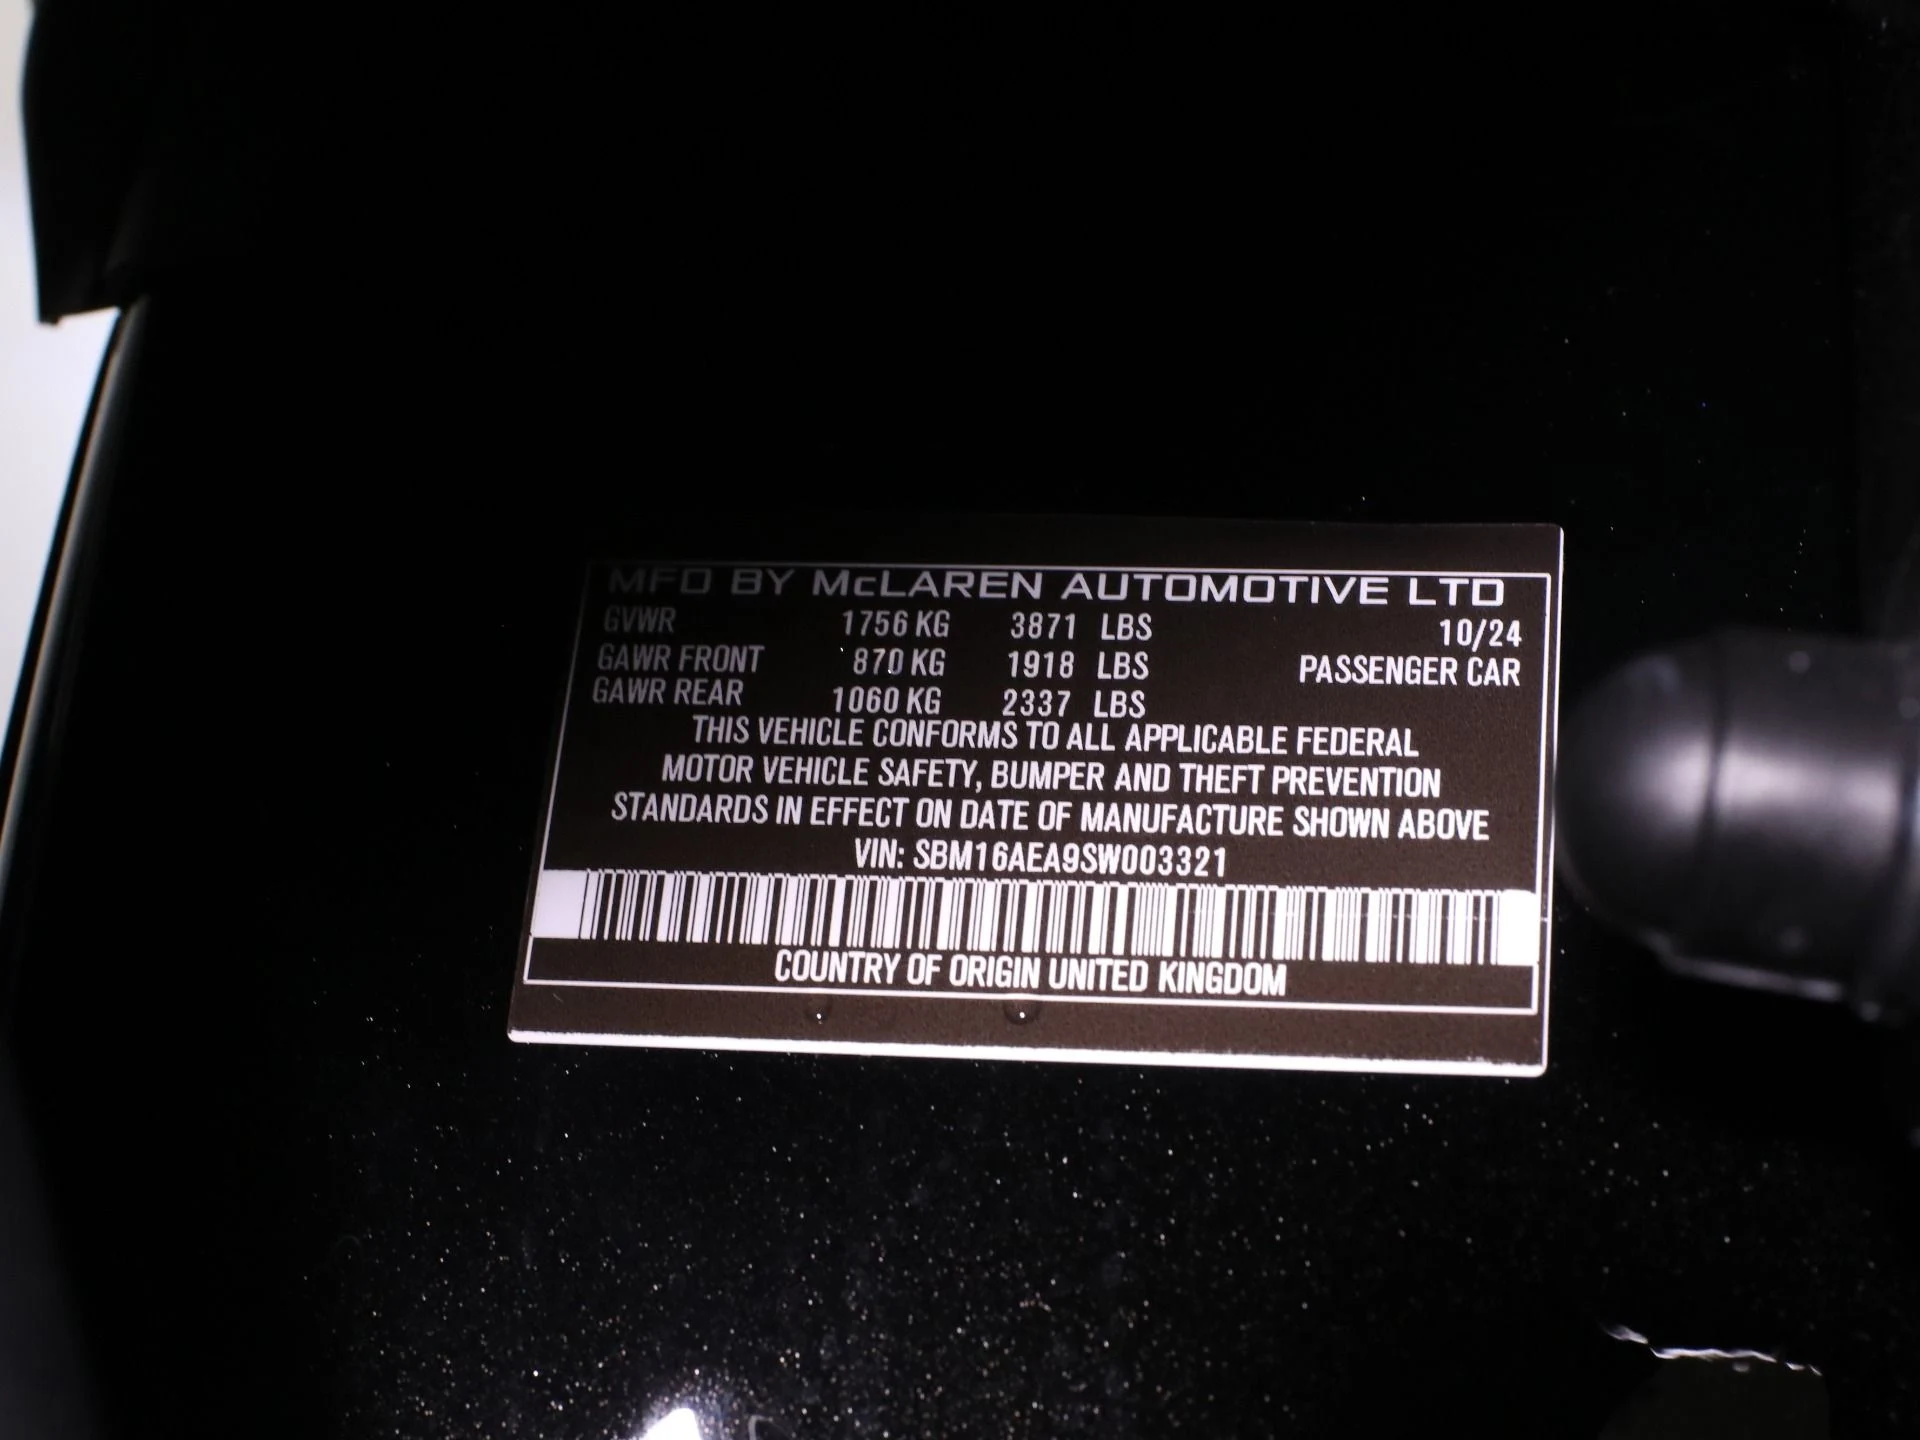 MFD BY McLAREN AUTOMOTIVE LTD
GVWR 1756 KG 3871 LBS 10/24
GAWR FRONT 870 KG 1918 LBS PASSENGER CAR
GAWR REAR 1060 KG 2337 LBS
THIS VEHICLE CONFORMS TO ALL APPLICABLE FEDERAL
MOTOR VEHICLE SAFETY, BUMPER AND THEFT PREVENTION
STANDARDS IN EFFECT ON DATE OF MANUFACTURE SHOWN ABOVE
VIN: SBM16AEA9SW003321
COUNTRY OF ORIGIN UNITED KINGDOM